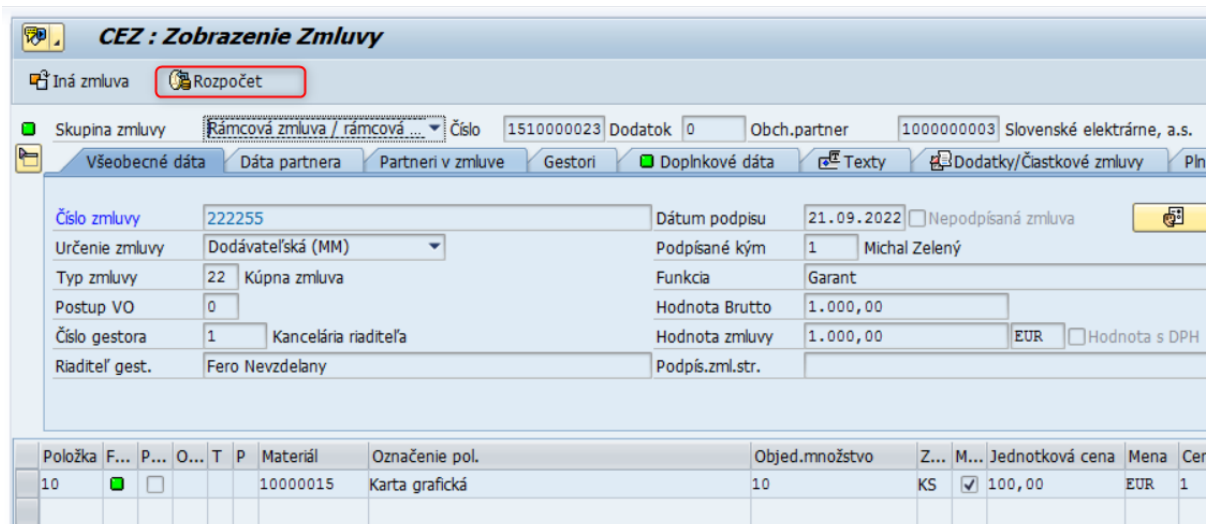 CEZ : Zobrazenie Zmluvy
Iná zmluva Rozpočet
Skupina zmluvy Rámcová zmluva / rámcová ... Číslo 1510000023 Dodatok 0 Obch.partner 1000000003 Slovenské elektrárne, a.s.
Všeobecné dáta Dáta partnera Partneri v zmluve Gestori Doplnkové dáta Texty Dodatky/Čiastkové zmluvy Pln
Číslo zmluvy 222255 Dátum podpisu 21.09.2022 Nepodpísaná zmluva
Určenie zmluvy Dodávateľská (MM) Podpísané kým 1 Michal Zelený
Typ zmluvy 22 Kúpna zmluva Funkcia Garant
Postup VO 0 Hodnota Brutto 1.000,00
Číslo gestora 1 Kancelária riaditeľa Hodnota zmluvy 1.000,00 EUR Hodnota s DPH
Riaditeľ gest. Fero Nevzdelany Podpís.zml.str.
Položka F... P... O... T P Materiál Označenie pol. Objed.množstvo Z... M... Jednotková cena Mena Cen
10 10000015 Karta grafická 10 KS 100,00 EUR 1